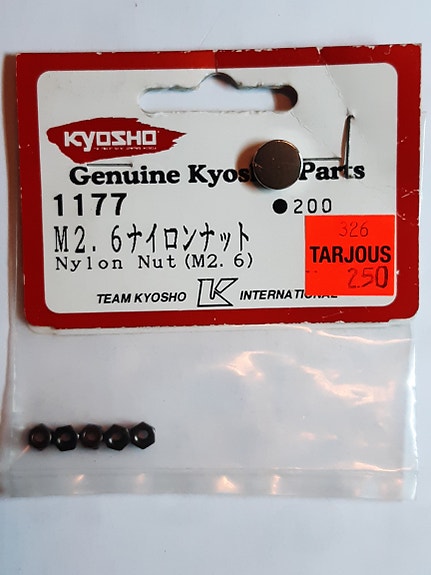 KYOSHO
Genuine Kyosho Parts
1177
●200
M2.6ナイロンナット
Nylon Nut(M2.6)
326
TARJOUS
250
TEAM KYOSHO K INTERNATIONAL